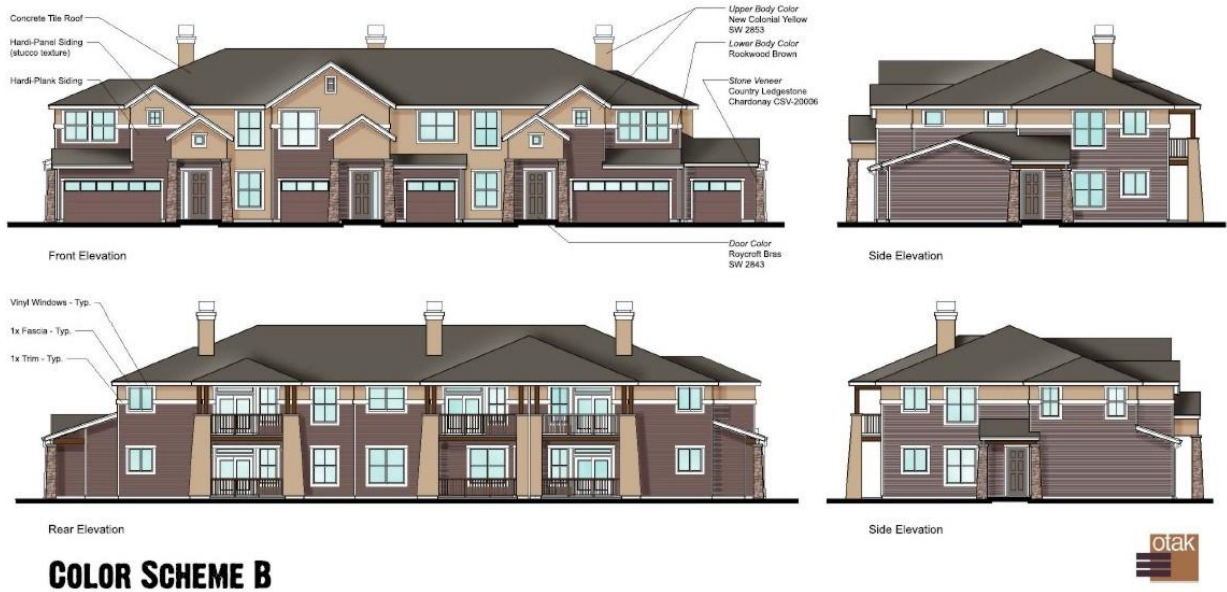 Concrete Tile Roof
Hardi-Panel Siding
(stucco texture)
Hardi-Plank Siding
Upper Body Color
New Colonial Yellow
SW 2853
Lower Body Color
Rookwood Brown
Stone Veneer
Country Ledgestone
Chardonay CSV-20006
Door Color
Roycroft Bras
SW 2843
Front Elevation
Side Elevation
Vinyl Windows - Typ.
1x Fascia - Typ.
1x Trim - Typ.
Rear Elevation
Side Elevation
COLOR SCHEME B
otak